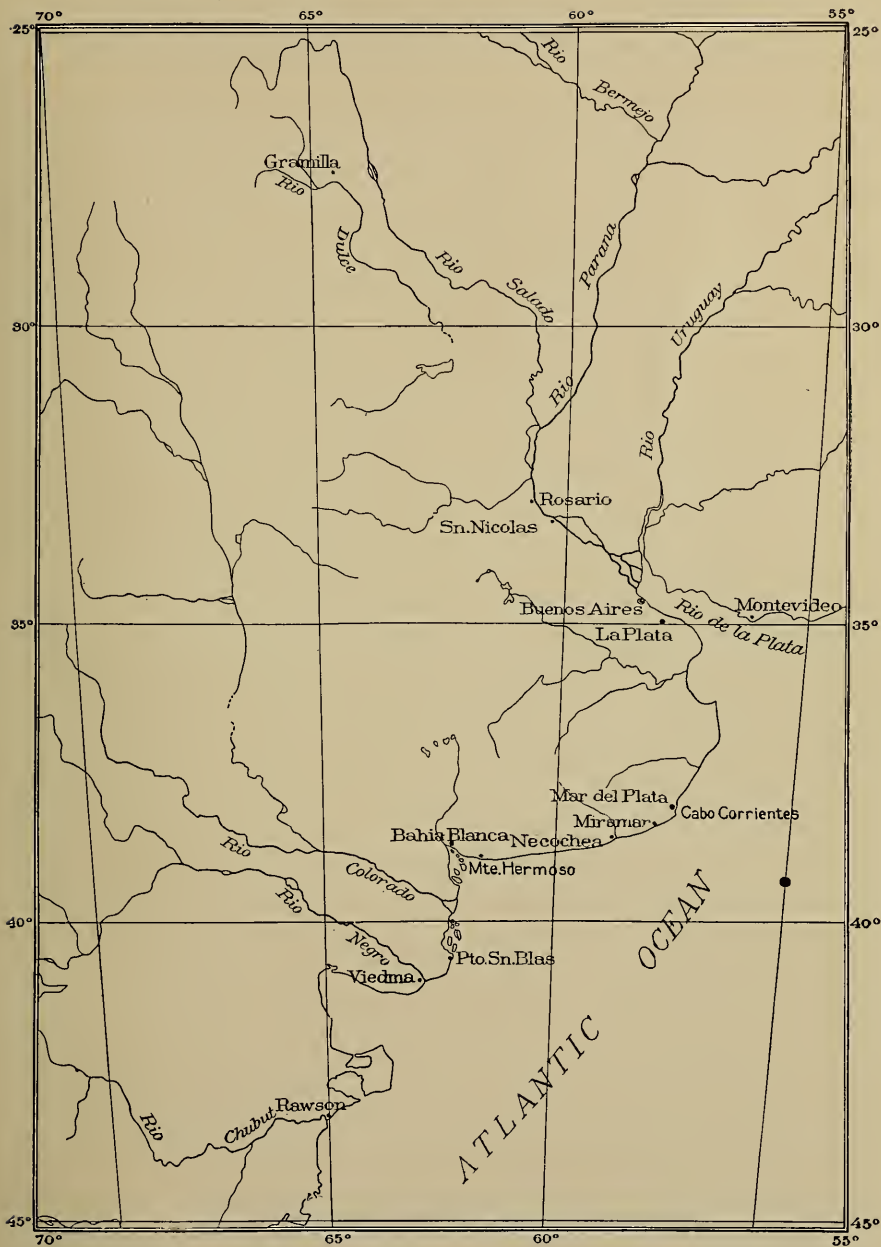 70° 65° 60° 55°
25° 25°
Rio Bermejo
Gramilla
Rio Dulce
Rio Salado
Rio Parana
Rio Uruguay
30° 30°
Rosario
Sn. Nicolas
Buenos Aires
Montevideo
La Plata
Rio de la Plata
35° 35°
Mar del Plata
Cabo Corrientes
Miramar
Necochea
Bahia Blanca
Mte. Hermoso
Rio Colorado
Rio Negro
40° 40°
Pto. Sn. Blas
Viedma
ATLANTIC OCEAN
Rawson
Rio Chubut
45° 45°
70° 65° 60° 55°